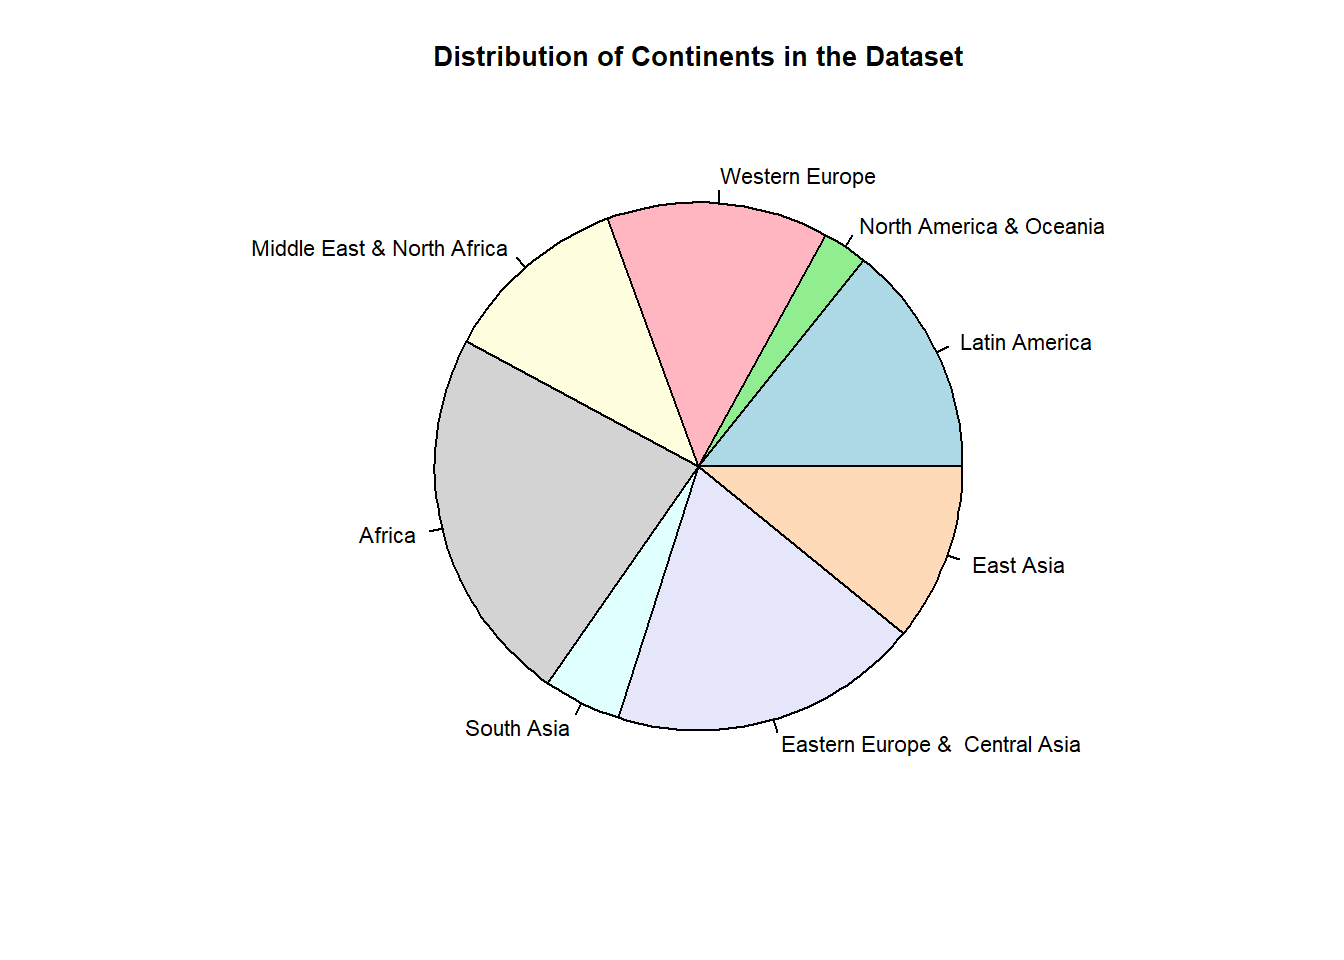 Distribution of Continents in the Dataset
Western Europe
North America & Oceania
Middle East & North Africa
Latin America
Africa
East Asia
South Asia
Eastern Europe &  Central Asia